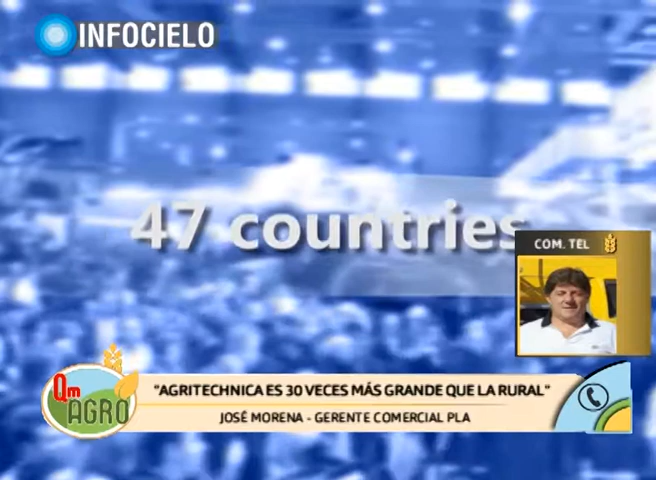 INFOCIELO
47 countries
COM. TEL
Qm
AGRO
"AGRITECHNICA ES 30 VECES MÁS GRANDE QUE LA RURAL"
JOSÉ MORENA - GERENTE COMERCIAL PLA